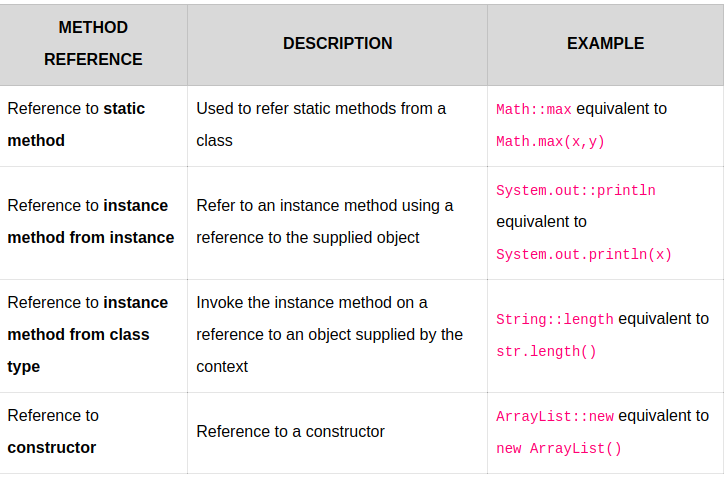 METHOD
REFERENCE
DESCRIPTION
EXAMPLE
Reference to static
method
Used to refer static methods from a
class
Math::max equivalent to
Math.max(x,y)
Reference to instance
method from instance
Refer to an instance method using a
reference to the supplied object
System.out::println
equivalent to
System.out.println(x)
Reference to instance
method from class
type
Invoke the instance method on a
reference to an object supplied by the
context
String::length equivalent to
str.length()
Reference to
constructor
Reference to a constructor
ArrayList::new equivalent to
new ArrayList()